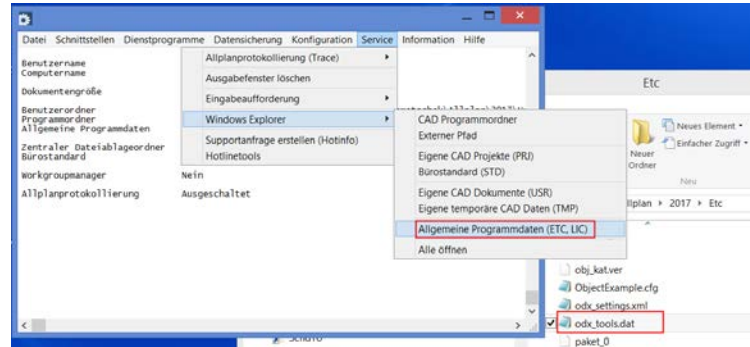 Datei Schnittstellen Dienstprogramme Datensicherung Konfiguration Service Information Hilfe
Benutzername
Computername
Dokumentengröße
Benutzerordner
Programmordner
Allgemeine Programmdaten
Zentraler Dateiablageordner
Bürostandard
Workgroupmanager Nein
Allplanprotokollierung Ausgeschaltet
Allplanprotokollierung (Trace)
Ausgabefenster löschen
Eingabeaufforderung
Windows Explorer
Supportanfrage erstellen (Hotinfo)
Hotlinetools
CAD Programmordner
Externer Pfad
Eigene CAD Projekte (PRJ)
Bürostandard (STD)
Eigene CAD Dokumente (USR)
Eigene temporäre CAD Daten (TMP)
Allgemeine Programmdaten (ETC, LIC)
Alle öffnen
Etc
Neues Element
Einfacher Zugriff
Neuer
Ordner
Neu
llplan 2017 Etc
obj_kat.ver
ObjectExample.cfg
odx_settings.xml
odx_tools.dat
paket_0